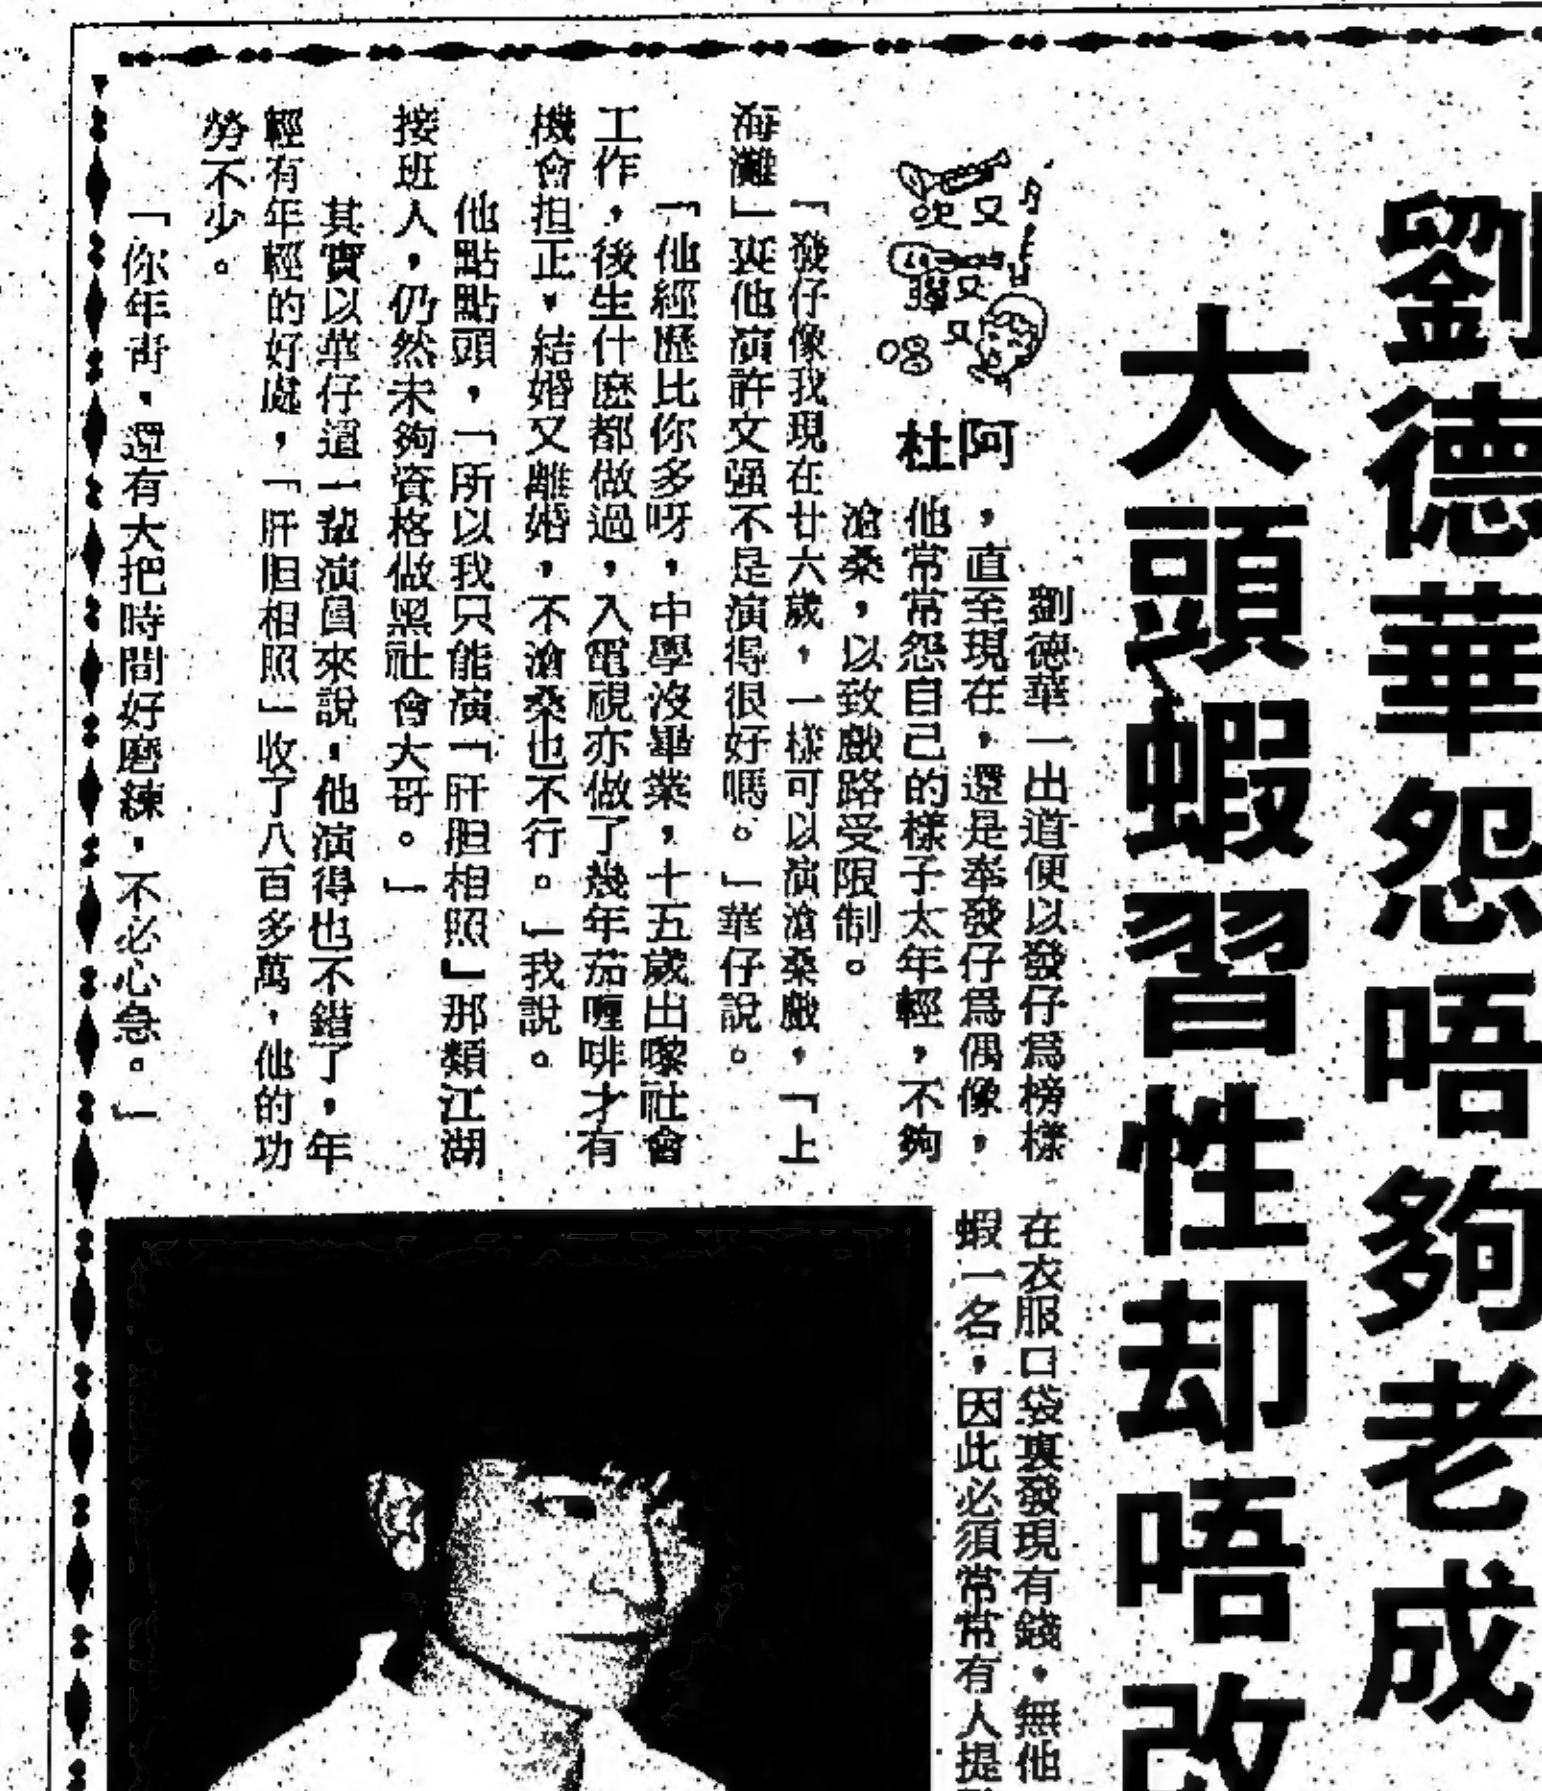 劉德華怨唔夠老成
大頭蝦習性却唔改
又吹
又又彈
又唱
阿杜
劉德華一出道便以發仔爲榜樣
，直至現在，還是奉發仔爲偶像，
他常常怨自己的樣子太年輕，不夠
滄桑，以致戲路受限制。
「發仔像我現在廿六歲，一樣可以演滄桑戲，「上
海灘」裏他演許文强不是演得很好嗎。」華仔說。
「他經歷比你多呀，中學沒畢業，十五歲出嚟社會
工作，後生什麽都做過，入電視亦做了幾年茄喱啡才有
機會担正，結婚又離婚，不滄桑也不行。」我說。
他點點頭，「所以我只能演「肝胆相照」那類江湖
接班人，仍然未夠資格做黑社會大哥。」
其實以華仔這一輩演員來說，他演得也不錯了，年
輕有年輕的好處，「肝胆相照」收了八百多萬，他的功
勞不少。
「你年青，還有大把時間好磨練，不必心急。」
在衣服口袋裏發現有錢，無他
蝦一名，因此必須常常有人提